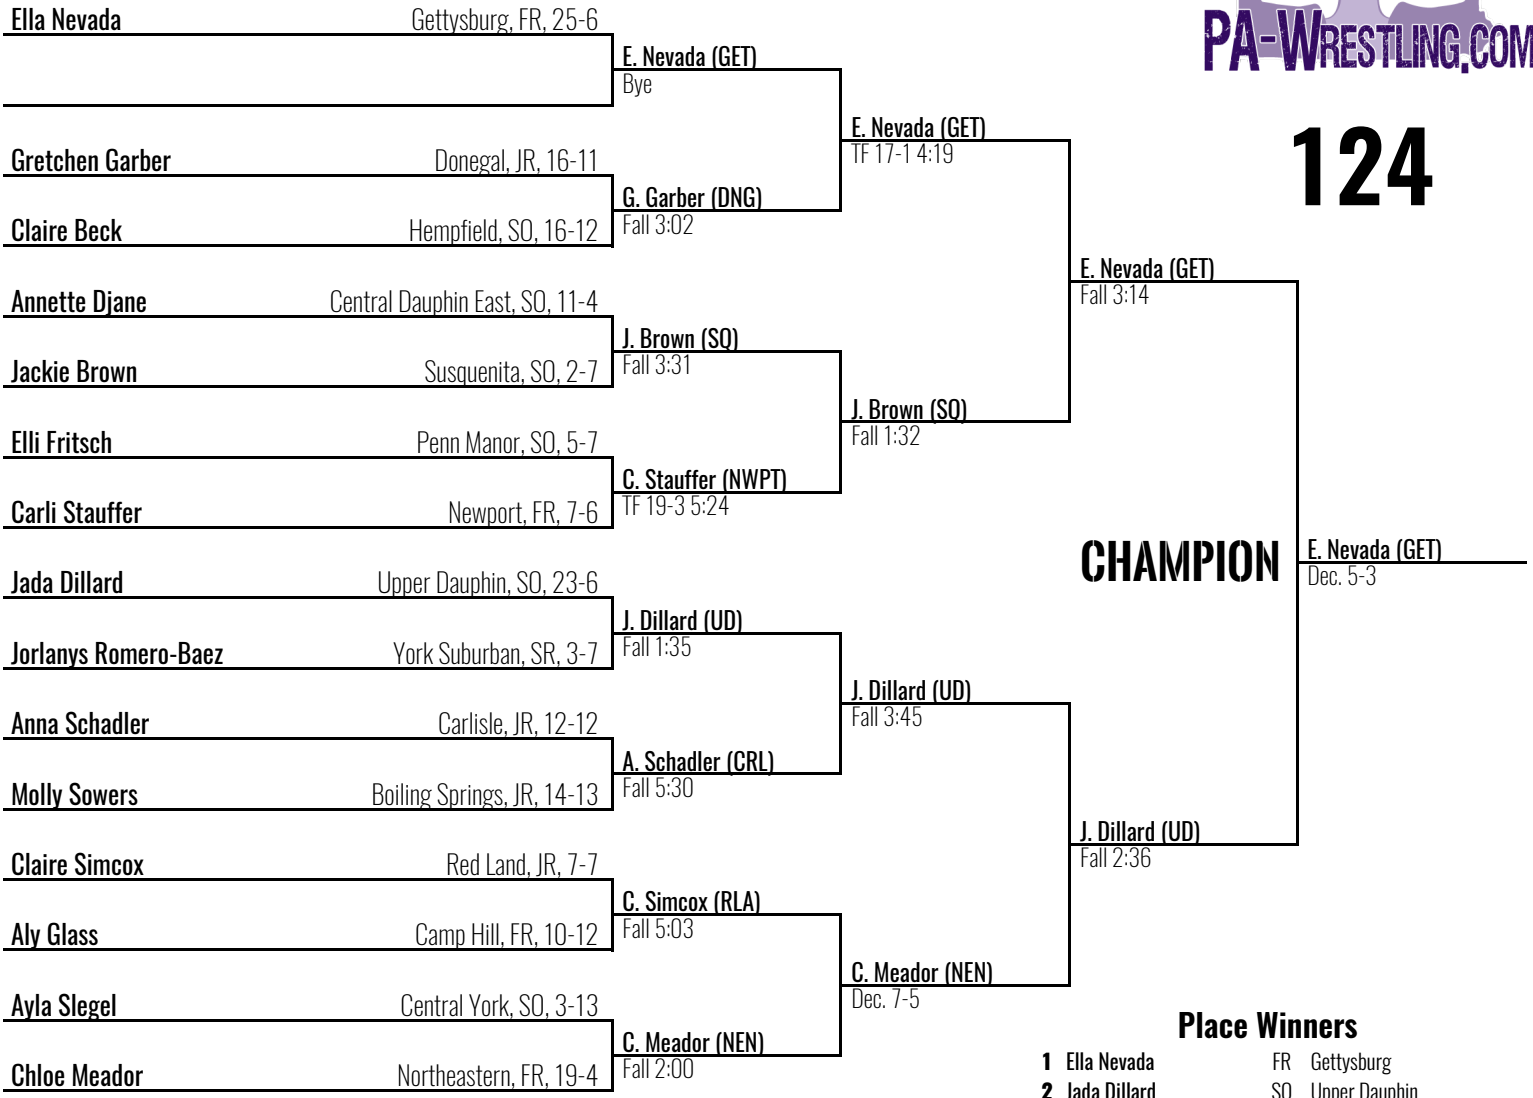 PA-WRESTLING.COM
124
Ella Nevada Gettysburg, FR, 25-6
E. Nevada (GET)
Bye
E. Nevada (GET)
TF 17-1 4:19
Gretchen Garber Donegal, JR, 16-11
G. Garber (DNG)
Fall 3:02
Claire Beck Hempfield, SO, 16-12
E. Nevada (GET)
Fall 3:14
Annette Djane Central Dauphin East, SO, 11-4
J. Brown (SQ)
Fall 3:31
Jackie Brown Susquenita, SO, 2-7
J. Brown (SQ)
Fall 1:32
Elli Fritsch Penn Manor, SO, 5-7
C. Stauffer (NWPT)
TF 19-3 5:24
Carli Stauffer Newport, FR, 7-6
CHAMPION
E. Nevada (GET)
Dec. 5-3
Jada Dillard Upper Dauphin, SO, 23-6
J. Dillard (UD)
Fall 1:35
Jorlanys Romero-Baez York Suburban, SR, 3-7
J. Dillard (UD)
Fall 3:45
Anna Schadler Carlisle, JR, 12-12
A. Schadler (CRL)
Fall 5:30
Molly Sowers Boiling Springs, JR, 14-13
J. Dillard (UD)
Fall 2:36
Claire Simcox Red Land, JR, 7-7
C. Simcox (RLA)
Fall 5:03
Aly Glass Camp Hill, FR, 10-12
C. Meador (NEN)
Dec. 7-5
Ayla Slegel Central York, SO, 3-13
C. Meador (NEN)
Fall 2:00
Chloe Meador Northeastern, FR, 19-4
Place Winners
1 Ella Nevada FR Gettysburg
2 Jada Dillard SO Upper Dauphin